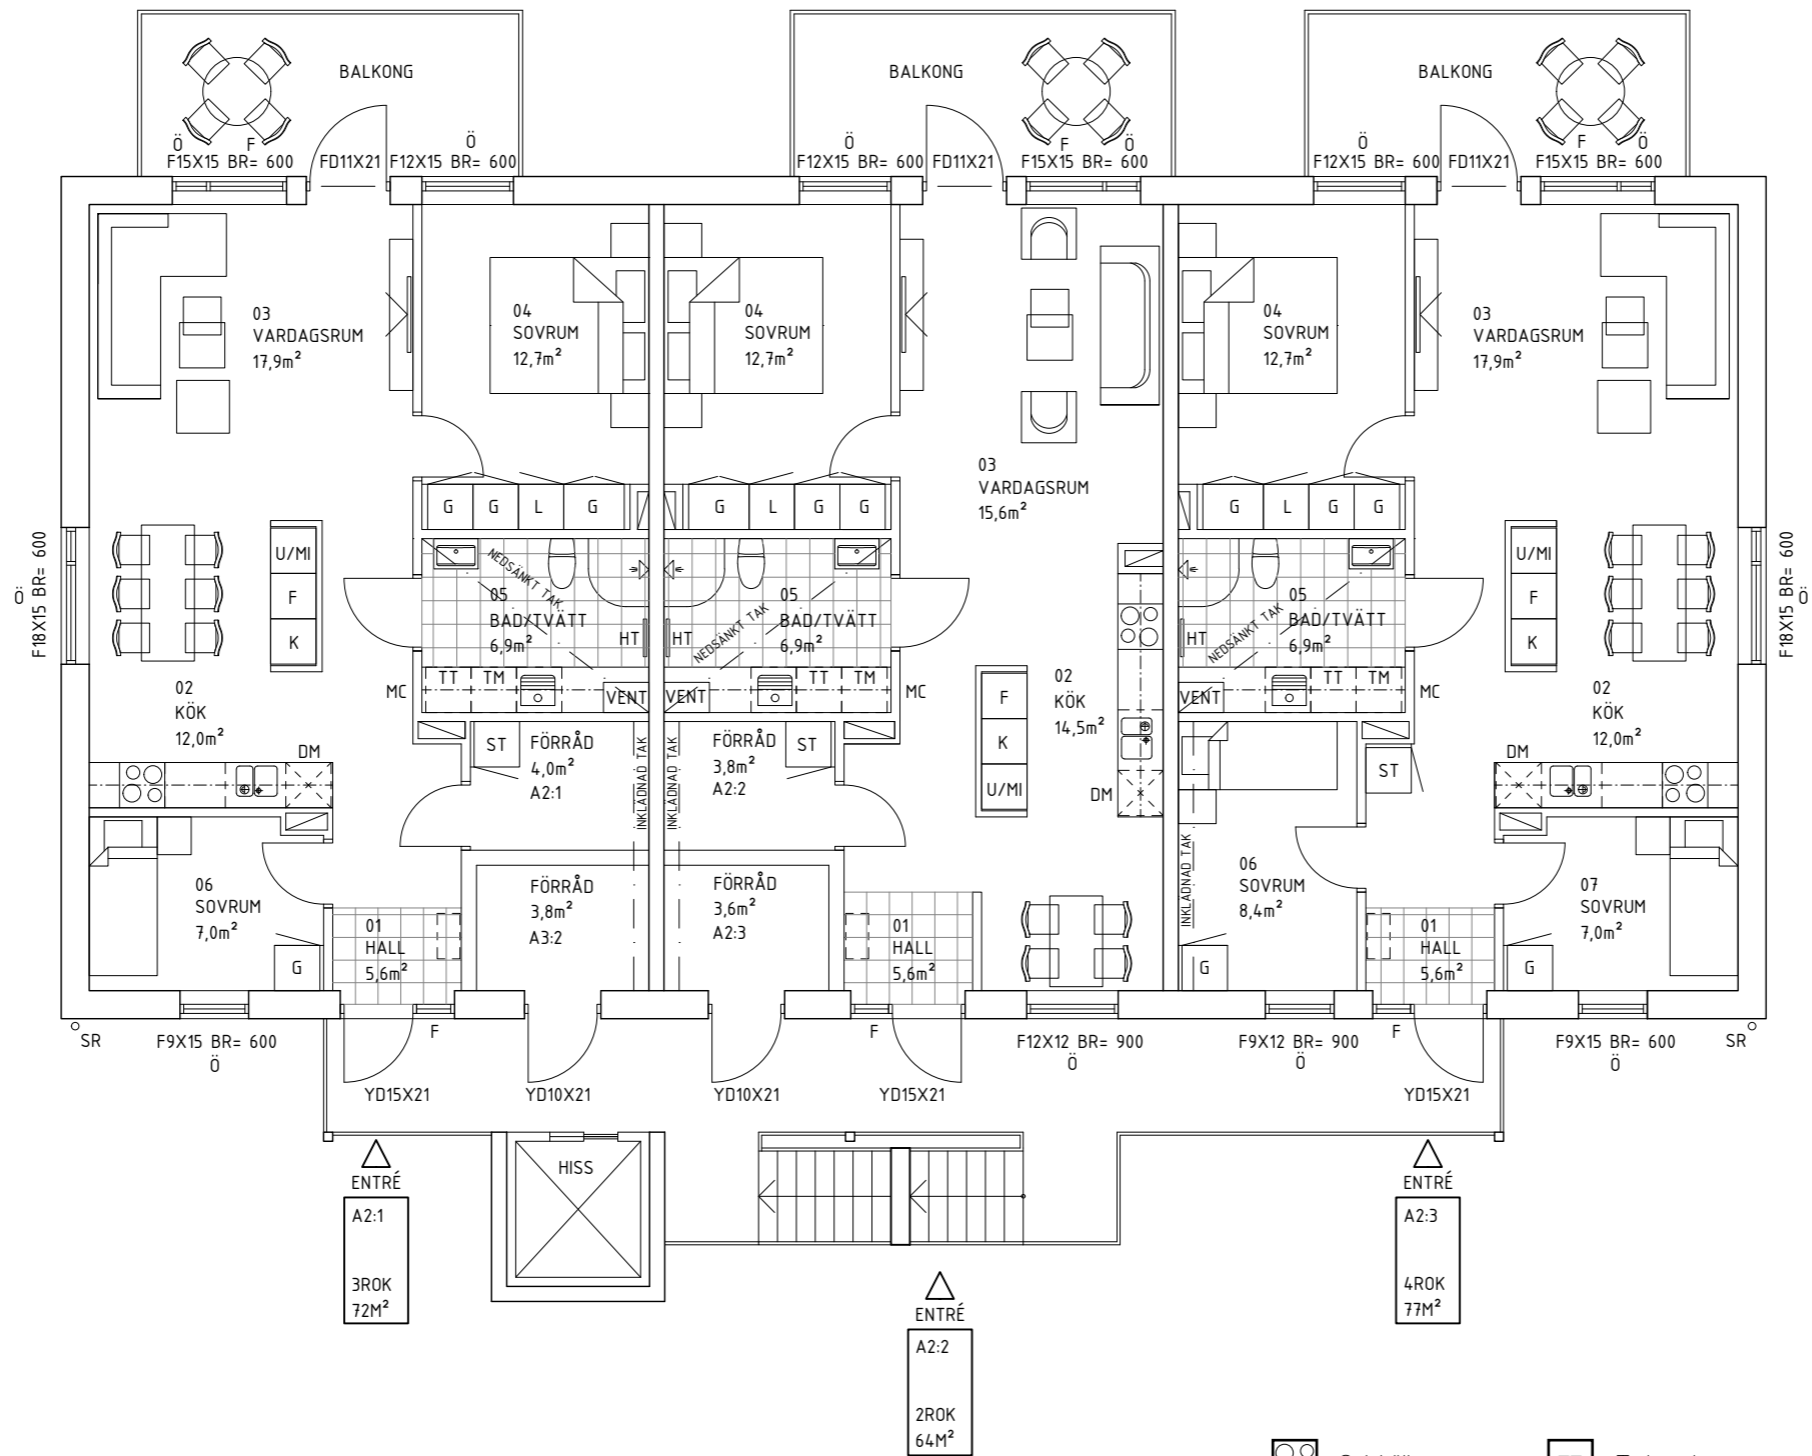 BALKONG
BALKONG
BALKONG
Ö
F
Ö
Ö
F
Ö
Ö
F
Ö
F15X15 BR= 600
FD11X21
F12X15 BR= 600
F12X15 BR= 600
FD11X21
F15X15 BR= 600
F12X15 BR= 600
FD11X21
F15X15 BR= 600
03
VARDAGSRUM
17,9m²
04
SOVRUM
12,7m²
04
SOVRUM
12,7m²
04
SOVRUM
12,7m²
03
VARDAGSRUM
17,9m²
03
VARDAGSRUM
15,6m²
G
G
L
G
G
L
G
G
G
L
G
G
Ö
F18X15 BR= 600
U/MI
F
K
NEDSÄNKT TAK
05
BAD/TVÄTT
6,9m²
HT
HT
NEDSÄNKT TAK
05
BAD/TVÄTT
6,9m²
HT
NEDSÄNKT TAK
05
BAD/TVÄTT
6,9m²
U/MI
F
K
F18X15 BR= 600
Ö
MC
TT
TM
VENT
VENT
TT
TM
MC
VENT
TT
TM
MC
02
KÖK
12,0m²
DM
F
K
U/MI
02
KÖK
14,5m²
DM
02
KÖK
12,0m²
DM
ST
FÖRRÅD
4,0m²
A2:1
INKLÄDNAD TAK
INKLÄDNAD TAK
FÖRRÅD
3,8m²
A2:2
ST
ST
INKLÄDNAD TAK
06
SOVRUM
7,0m²
G
01
HALL
5,6m²
FÖRRÅD
3,8m²
A3:2
FÖRRÅD
3,6m²
A2:3
01
HALL
5,6m²
06
SOVRUM
8,4m²
G
01
HALL
5,6m²
07
SOVRUM
7,0m²
G
SR
F9X15 BR= 600
Ö
F
F
F12X12 BR= 900
Ö
F9X12 BR= 900
Ö
F
F9X15 BR= 600
Ö
SR
YD15X21
YD10X21
YD10X21
YD15X21
YD15X21
HISS
ENTRÉ
A2:1
3ROK
72M²
ENTRÉ
A2:3
4ROK
77M²
ENTRÉ
A2:2
2ROK
64M²